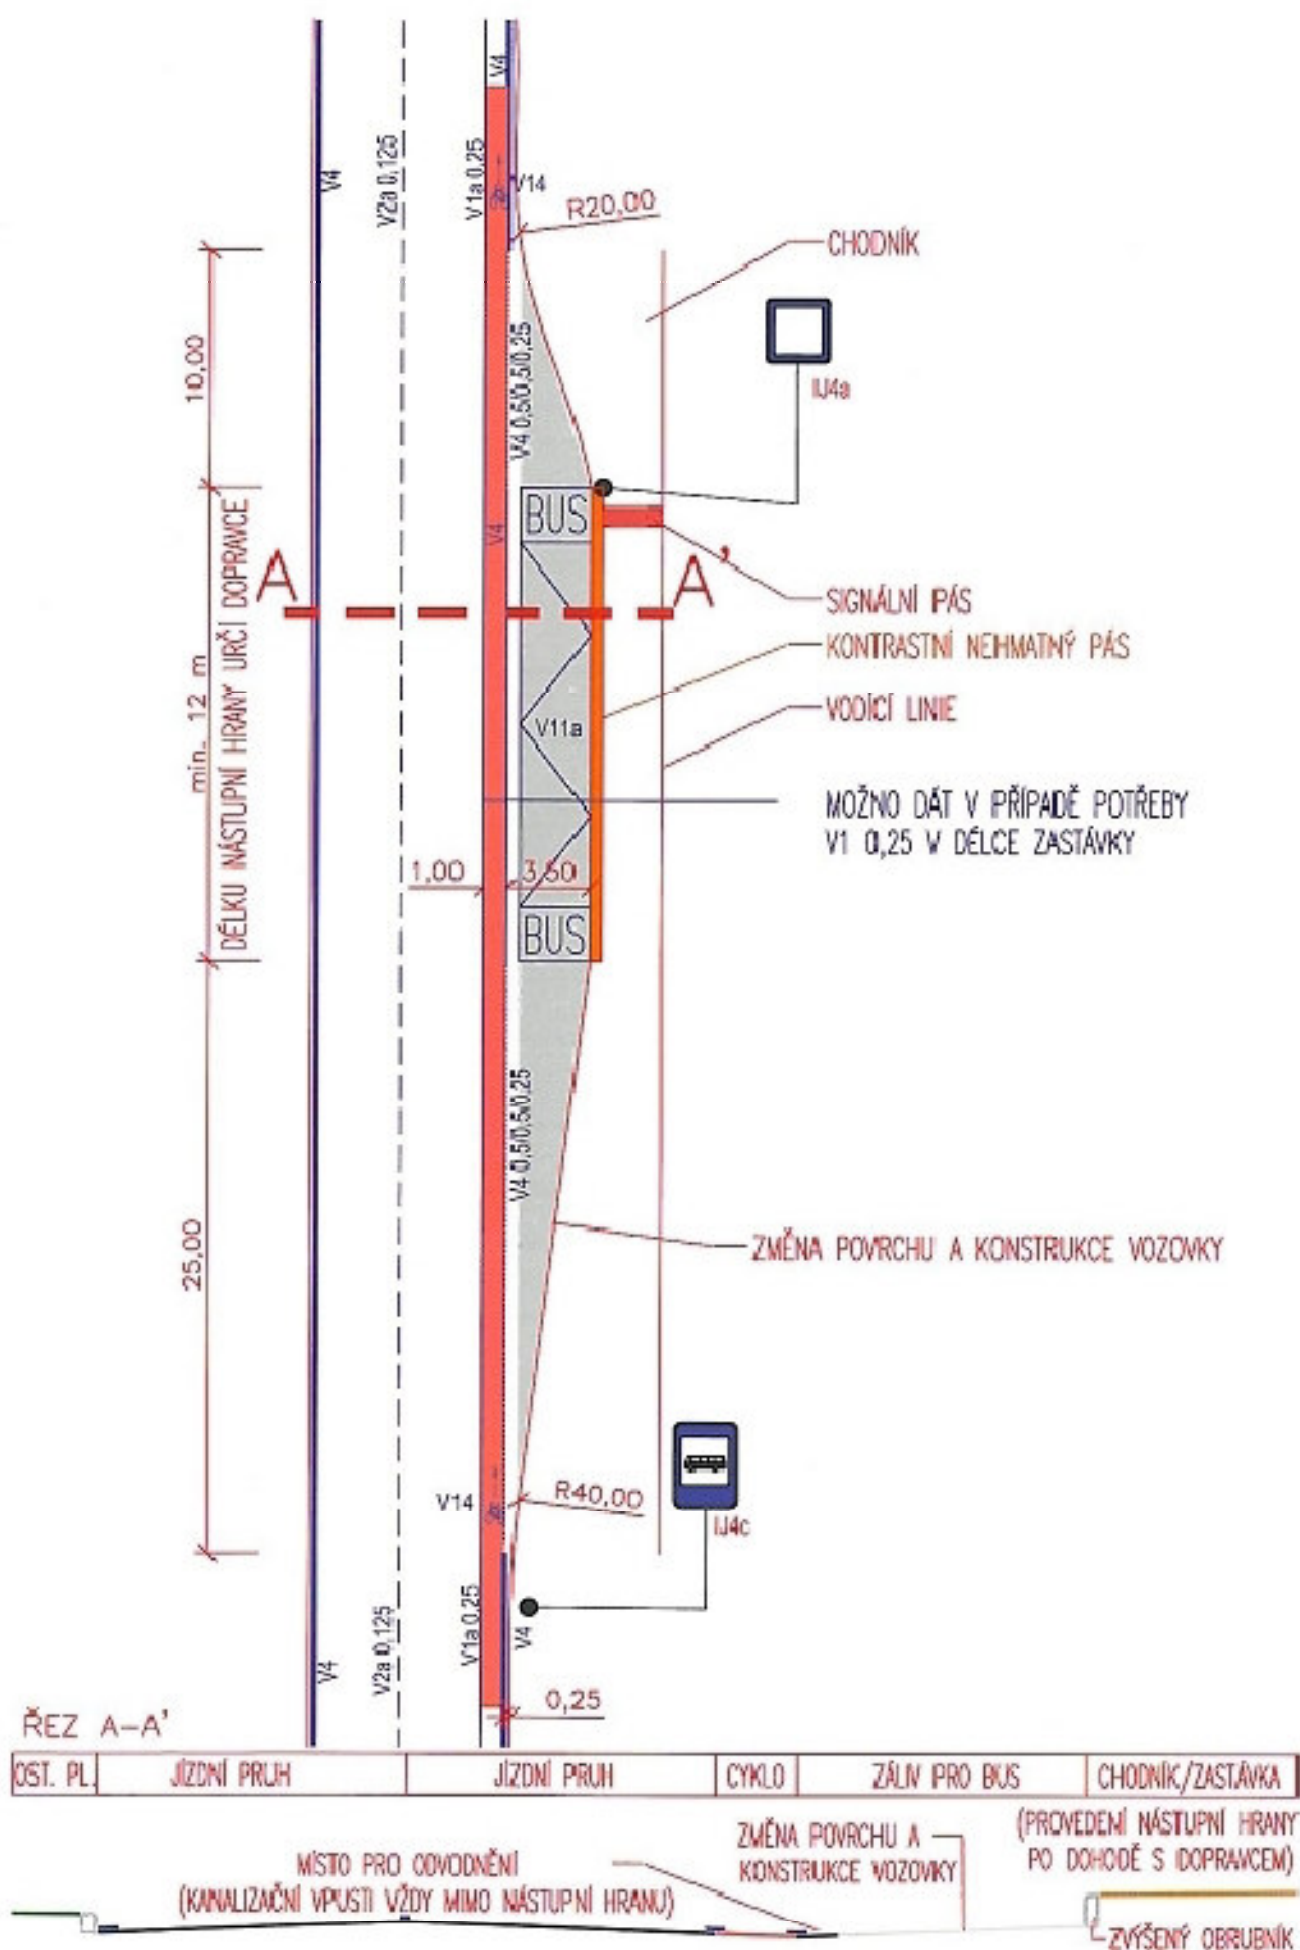 V4
V4
V2a 0,125
V1a 0,25
V14
R20,00
CHODNÍK
IJ4a
10,00
V4 0,5/0,5/0,25
BUS
V4
A
A'
SIGNÁLNÍ PÁS
KONTRASTNÍ NEHMATNÝ PÁS
VODÍCÍ LINIE
min. 12 m
DÉLKU NÁSTUPNÍ HRANY URČÍ DOPRAVCE
V11a
MOŽNO DÁT V PŘÍPADĚ POTŘEBY
V1 0,25 V DÉLCE ZASTÁVKY
1,00
3,50
BUS
V4 0,5/0,5/0,25
25,00
ZMĚNA POVRCHU A KONSTRUKCE VOZOVKY
V14
R40,00
IJ4c
V4
V2a 0,125
V1a 0,25
V4
0,25
ŘEZ A-A'
OST. PL.
JÍZDNÍ PRUH
JÍZDNÍ PRUH
CYKLO
ZÁLIV PRO BUS
CHODNÍK/ZASTÁVKA
MÍSTO PRO ODVODNĚNÍ
(KANALIZAČNÍ VPUSTI VŽDY MIMO NÁSTUPNÍ HRANU)
ZMĚNA POVRCHU A
KONSTRUKCE VOZOVKY
(PROVEDENÍ NÁSTUPNÍ HRANY
PO DOHODĚ S DOPRAVCEM)
ZVÝŠENÝ OBRUBNÍK